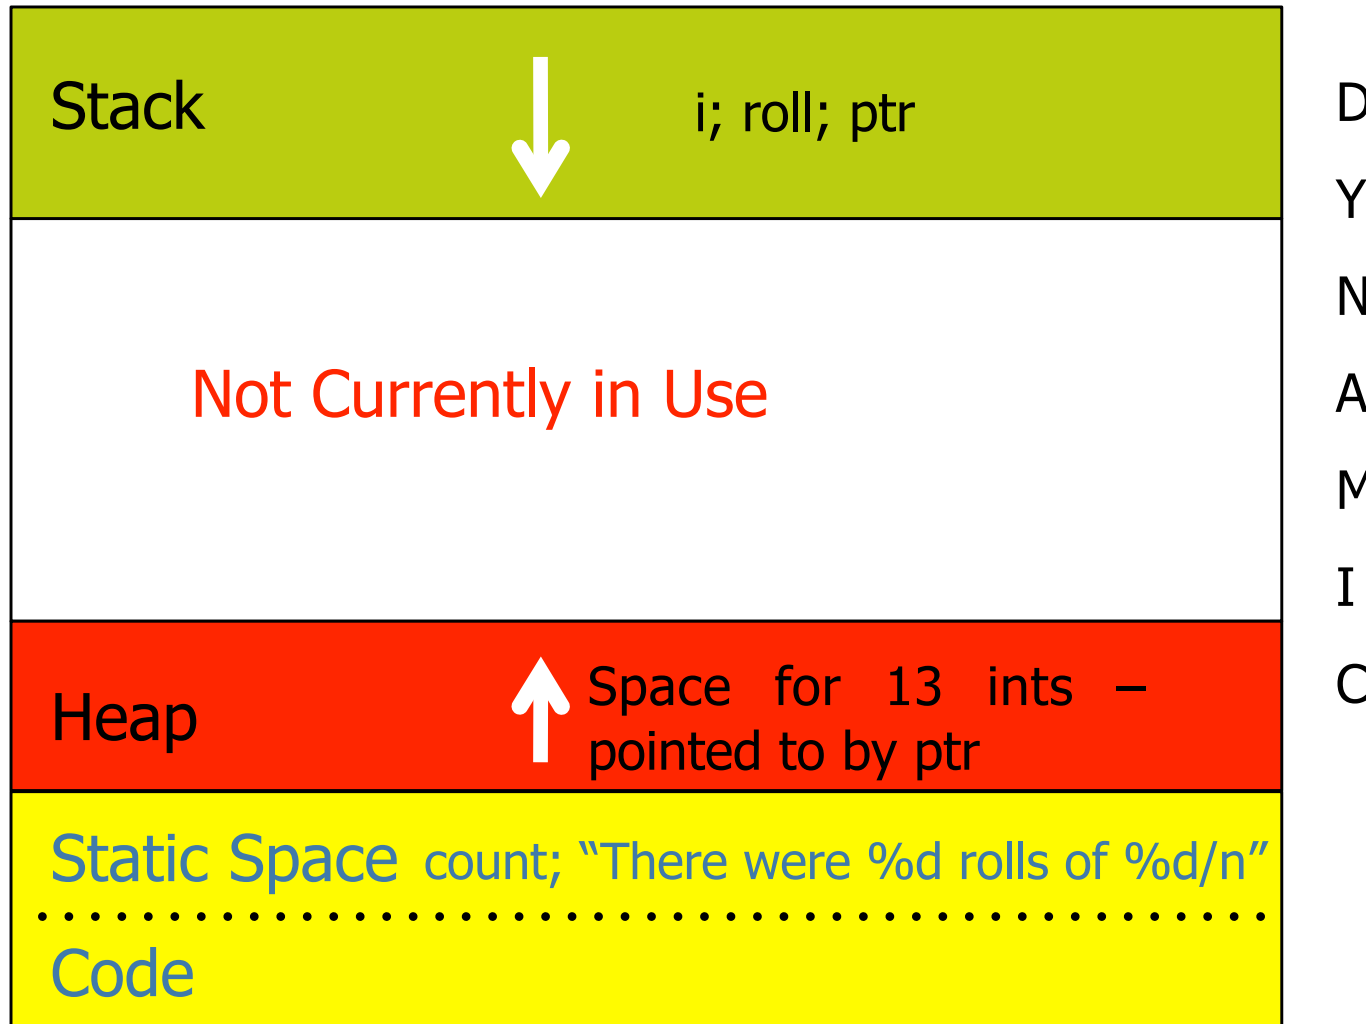 Stack
i; roll; ptr
Not Currently in Use
Heap
Space for 13 ints –
pointed to by ptr
Static Space count; “There were %d rolls of %d/n”
Code
D
Y
N
A
M
I
C